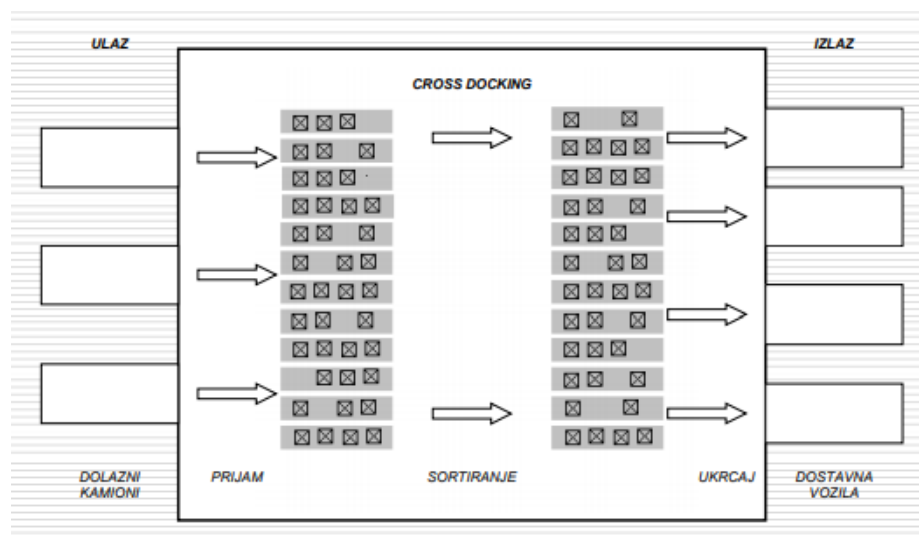 ULAZ
IZLAZ
CROSS DOCKING
DOLAZNI
KAMIONI
PRIJAM
SORTIRANJE
UKRCAJ
DOSTAVNA
VOZILA